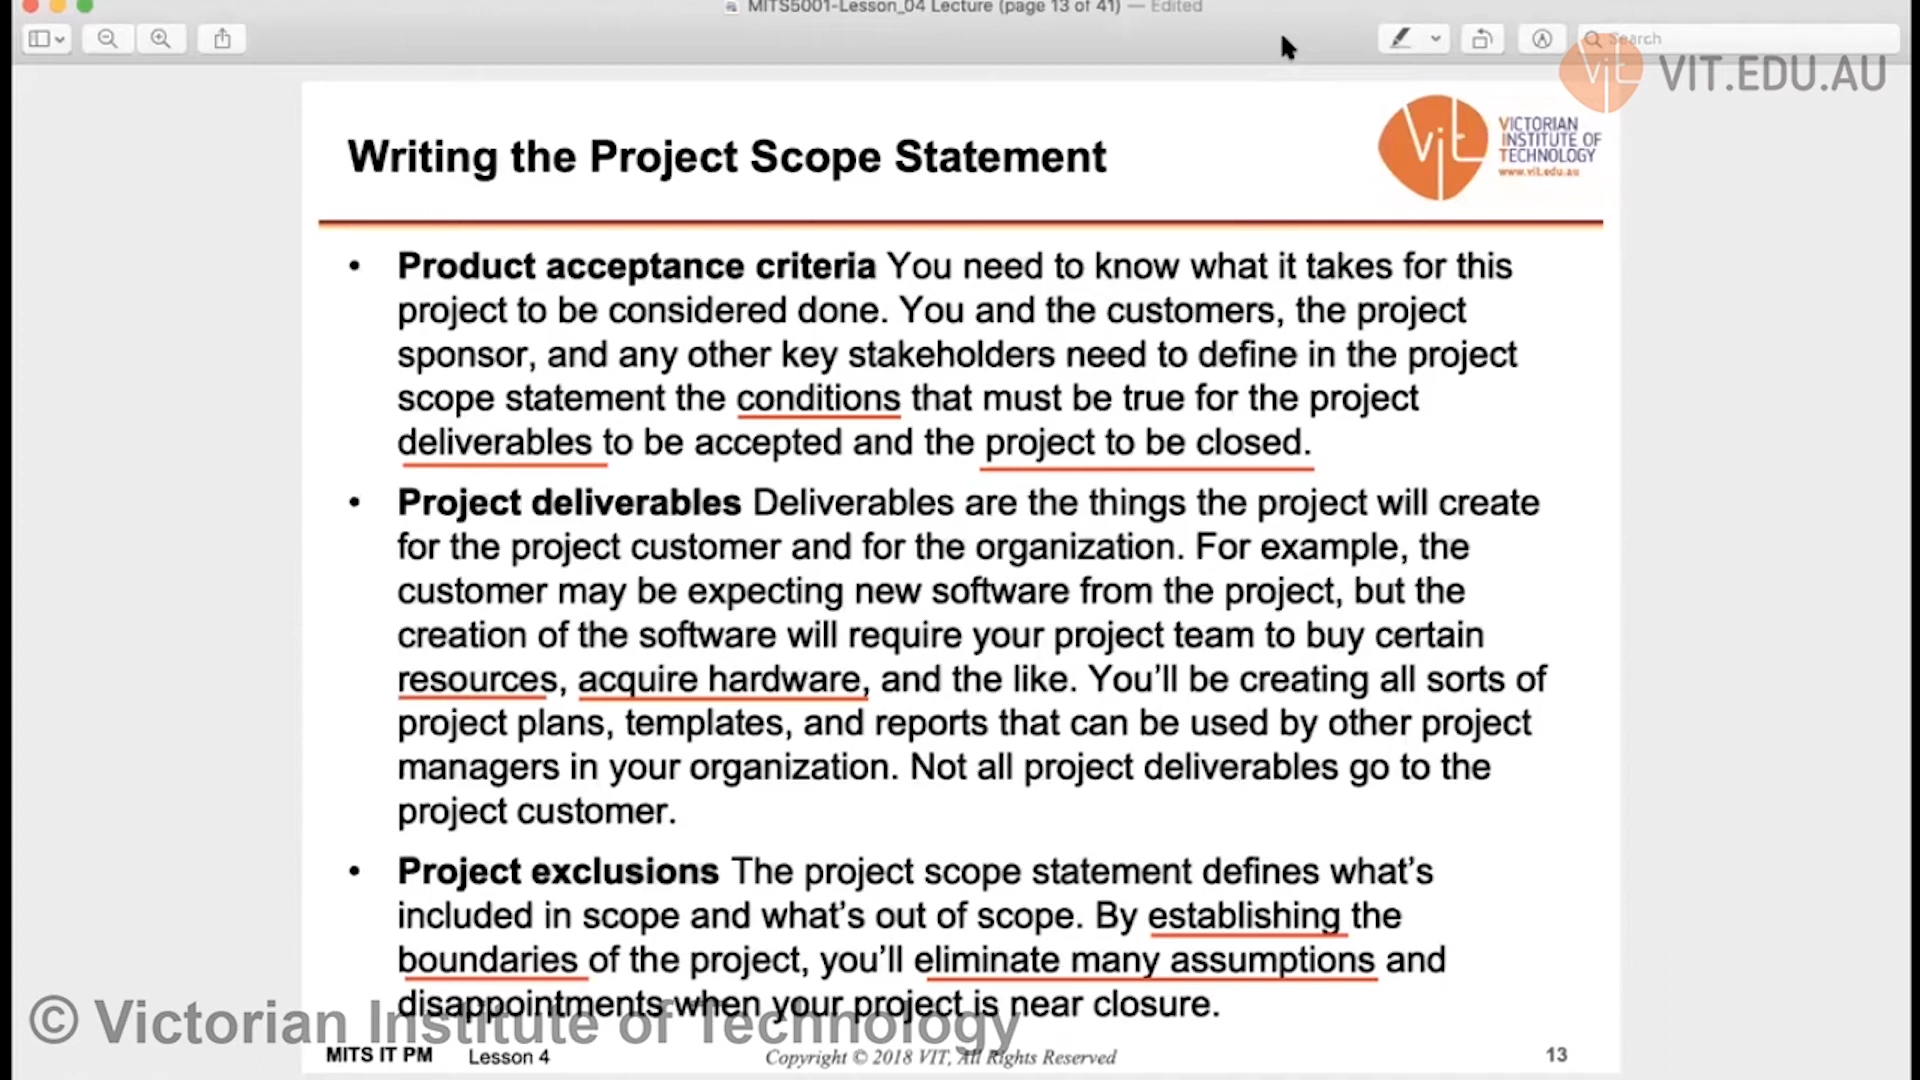 MITS5001-Lesson_04 Lecture (page 13 of 41) — Edited
Search
VIT.EDU.AU
Writing the Project Scope Statement
vit
VICTORIAN
INSTITUTE OF
TECHNOLOGY
www.vit.edu.au
• Product acceptance criteria You need to know what it takes for this
project to be considered done. You and the customers, the project
sponsor, and any other key stakeholders need to define in the project
scope statement the conditions that must be true for the project
deliverables to be accepted and the project to be closed.
• Project deliverables Deliverables are the things the project will create
for the project customer and for the organization. For example, the
customer may be expecting new software from the project, but the
creation of the software will require your project team to buy certain
resources, acquire hardware, and the like. You’ll be creating all sorts of
project plans, templates, and reports that can be used by other project
managers in your organization. Not all project deliverables go to the
project customer.
• Project exclusions The project scope statement defines what’s
included in scope and what’s out of scope. By establishing the
boundaries of the project, you’ll eliminate many assumptions and
disappointments when your project is near closure.
© Victorian Institute of Technology
MITS IT PM Lesson 4 Copyright © 2018 VIT, All Rights Reserved 13